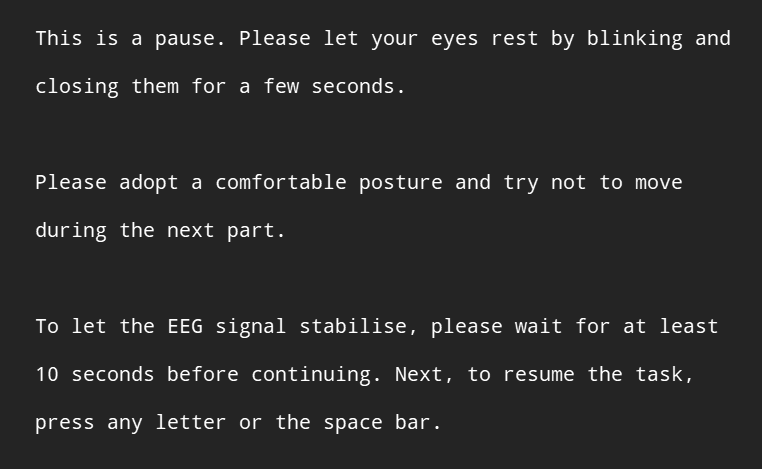 This is a pause. Please let your eyes rest by blinking and
closing them for a few seconds.
Please adopt a comfortable posture and try not to move
during the next part.
To let the EEG signal stabilise, please wait for at least
10 seconds before continuing. Next, to resume the task,
press any letter or the space bar.